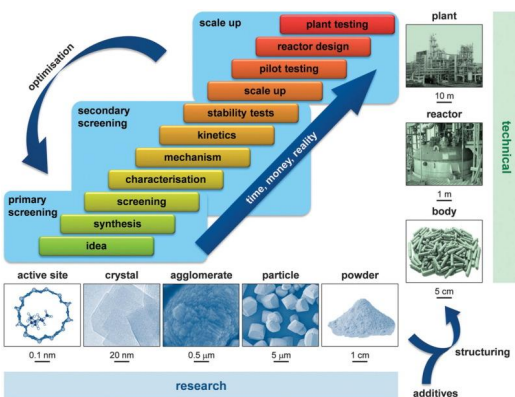 scale up
plant testing
reactor design
pilot testing
scale up
optimisation
secondary
screening
stability tests
kinetics
mechanism
characterisation
primary
screening
screening
synthesis
idea
time, money, reality
plant
10 m
reactor
1 m
body
5 cm
technical
active site
0.1 nm
crystal
20 nm
agglomerate
0.5 µm
particle
5 µm
powder
1 cm
structuring
additives
research